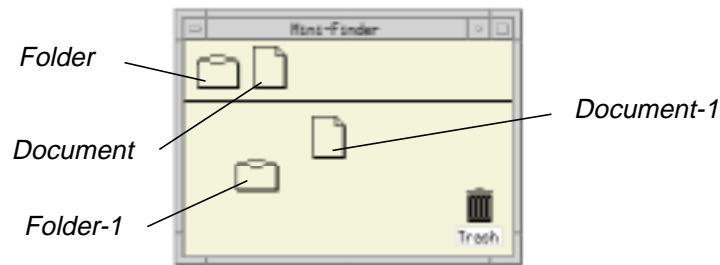 Mini-Finder
Folder
Document-1
Document
Folder-1
Trash